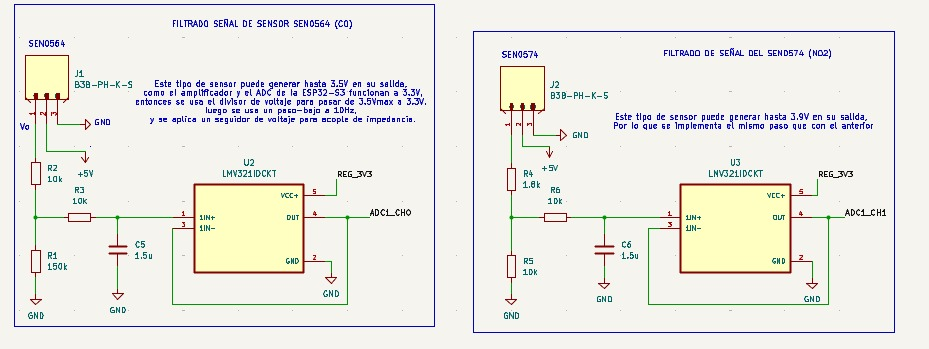 FILTRADO SEÑAL DE SENSOR SEN0564 (CO)
SEN0564
J1
B3B-PH-K-S
Este tipo de sensor puede generar hasta 3.5V en su salida,
como el amplificador y el ADC de la ESP32-S3 funcionan a 3.3V,
entonces se usa el divisor de voltaje para pasar de 3.5Vmax a 3.3V.
luego se usa un paso-bajo a 10Hz,
y se aplica un seguidor de voltaje para acople de impedancia.
1
2
3
Vo
GND
+5V
R2
10k
R3
10k
R1
150k
GND
C5
1.5u
GND
U2
LMV321IDCKT
1
1IN+
3
1IN-
VCC+
5
OUT
4
GND
2
REG_3V3
ADC1_CH0
GND
FILTRADO DE SEÑAL DEL SEN0574 (NO2)
SEN0574
J2
B3B-PH-K-S
Este tipo de sensor puede generar hasta 3.9V en su salida,
Por lo que se implementa el mismo paso que con el anterior
1
2
3
GND
+5V
R4
1.8k
R6
10k
R5
10k
GND
C6
1.5u
GND
U3
LMV321IDCKT
1
1IN+
3
1IN-
VCC+
5
OUT
4
GND
2
REG_3V3
ADC1_CH1
GND